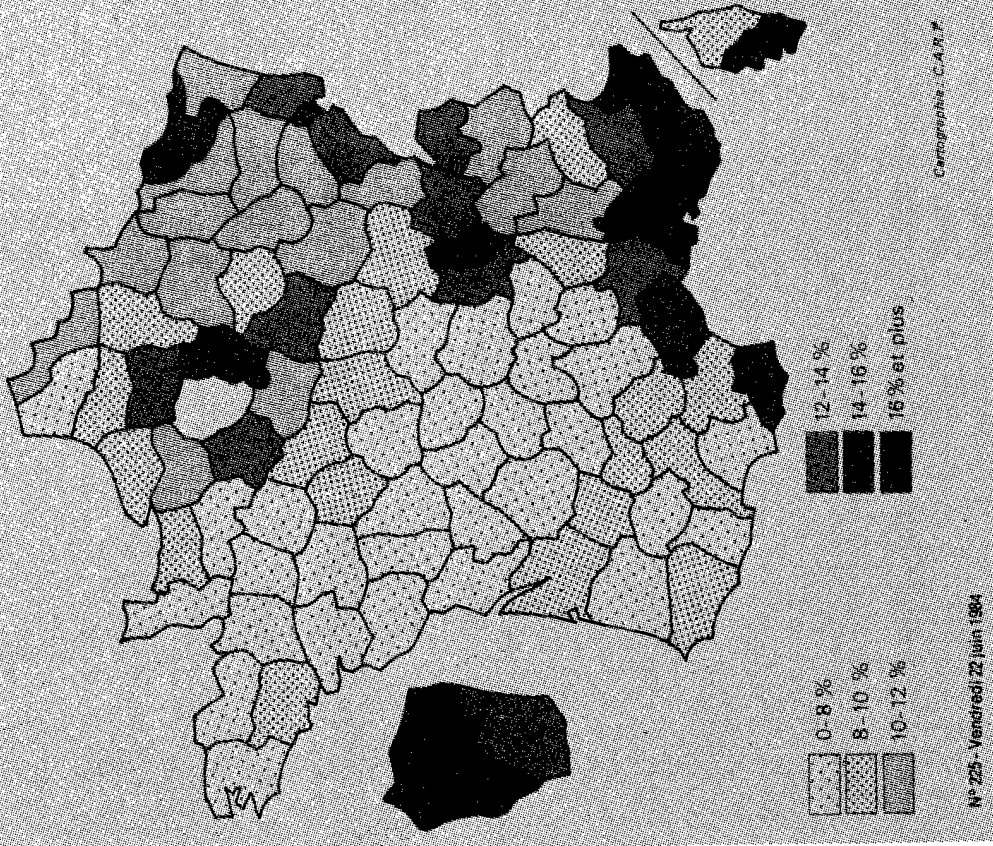 Cartographie C.A.R.T.
0-8 %
8-10 %
10-12 %
12-14 %
14-16 %
16 % et plus
N° 225 - Vendredi 22 juin 1984